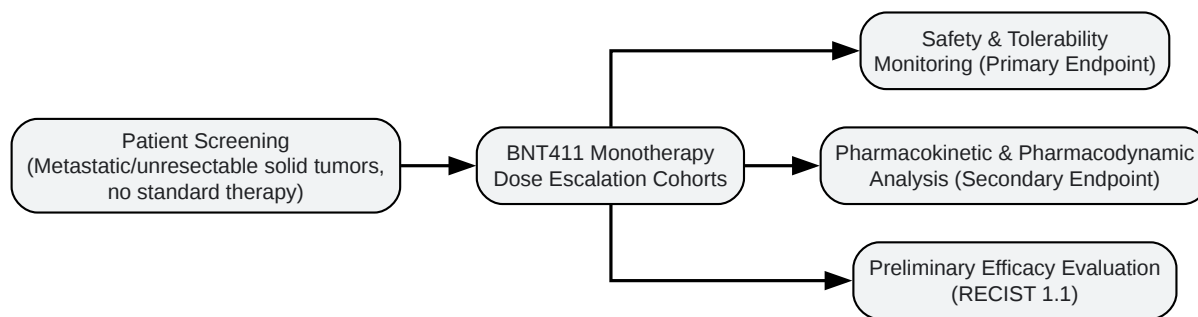 Patient Screening
(Metastatic/unresectable solid tumors,
no standard therapy)
BNT411 Monotherapy
Dose Escalation Cohorts
Safety & Tolerability
Monitoring (Primary Endpoint)
Pharmacokinetic & Pharmacodynamic
Analysis (Secondary Endpoint)
Preliminary Efficacy Evaluation
(RECIST 1.1)